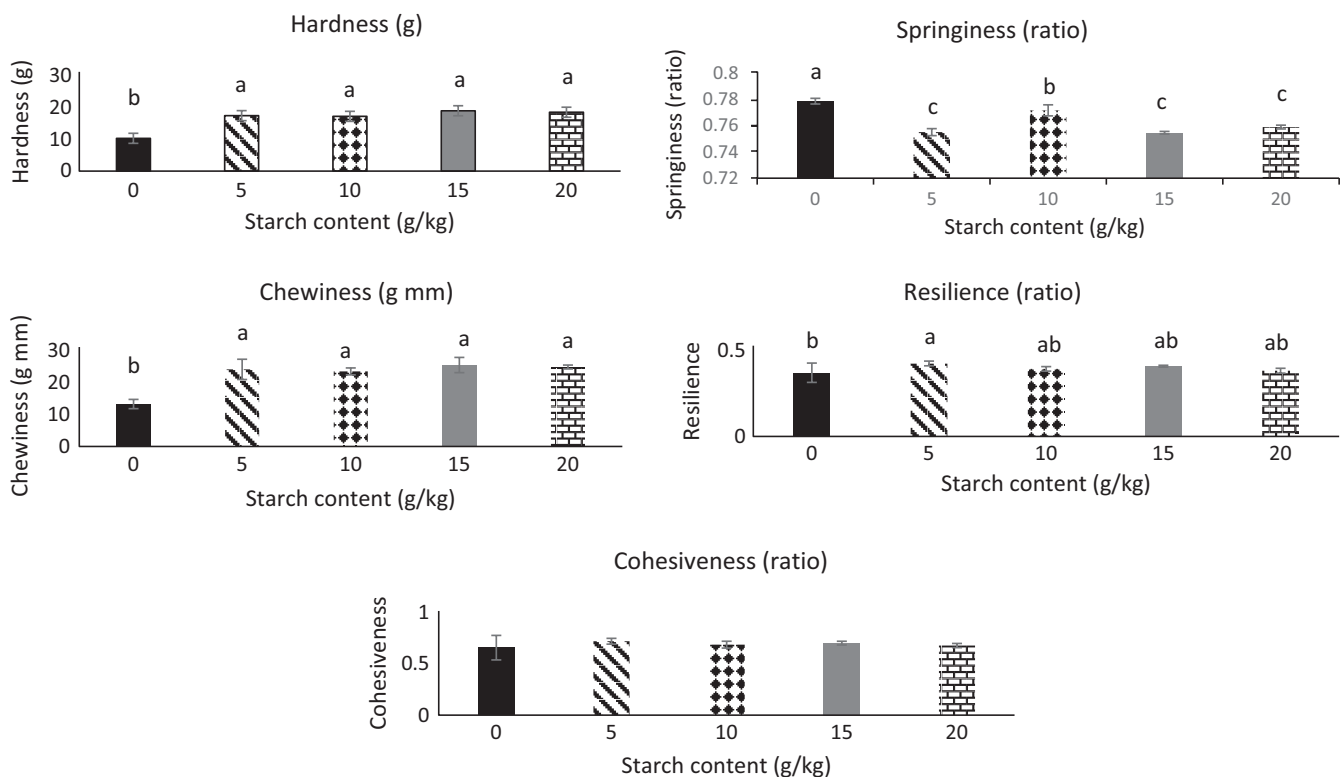 Hardness (g)
Hardness (g)
30
20
10
0
b
a
a
a
a
0 5 10 15 20
Starch content (g/kg)
Springiness (ratio)
Springiness (ratio)
0.8
0.78
0.76
0.74
0.72
a
c
b
c
c
0 5 10 15 20
Starch content (g/kg)
Chewiness (g mm)
Chewiness (g mm)
30
20
10
0
b
a
a
a
a
0 5 10 15 20
Starch content (g/kg)
Resilience (ratio)
Resilience
0.5
0
b
a
ab
ab
ab
0 5 10 15 20
Starch content (g/kg)
Cohesiveness (ratio)
Cohesiveness
1
0.5
0
0 5 10 15 20
Starch content (g/kg)